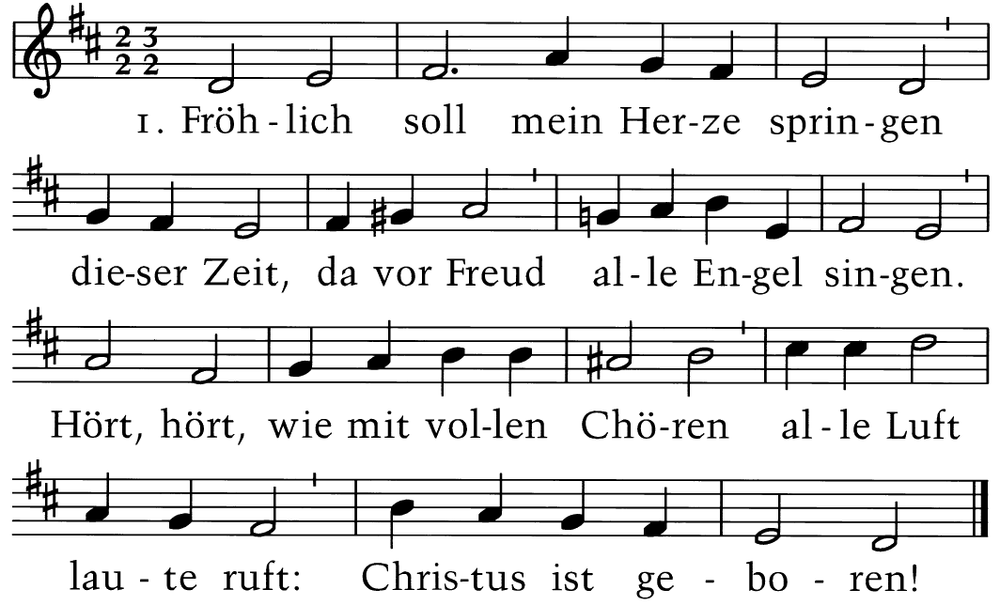 2 3
2 2
1. Fröh - lich soll mein Her-ze sprin-gen
die-ser Zeit, da vor Freud al-le En-gel sin-gen.
Hört, hört, wie mit vol-len Chö-ren al-le Luft
lau-te ruft: Chris-tus ist ge - bo - ren!